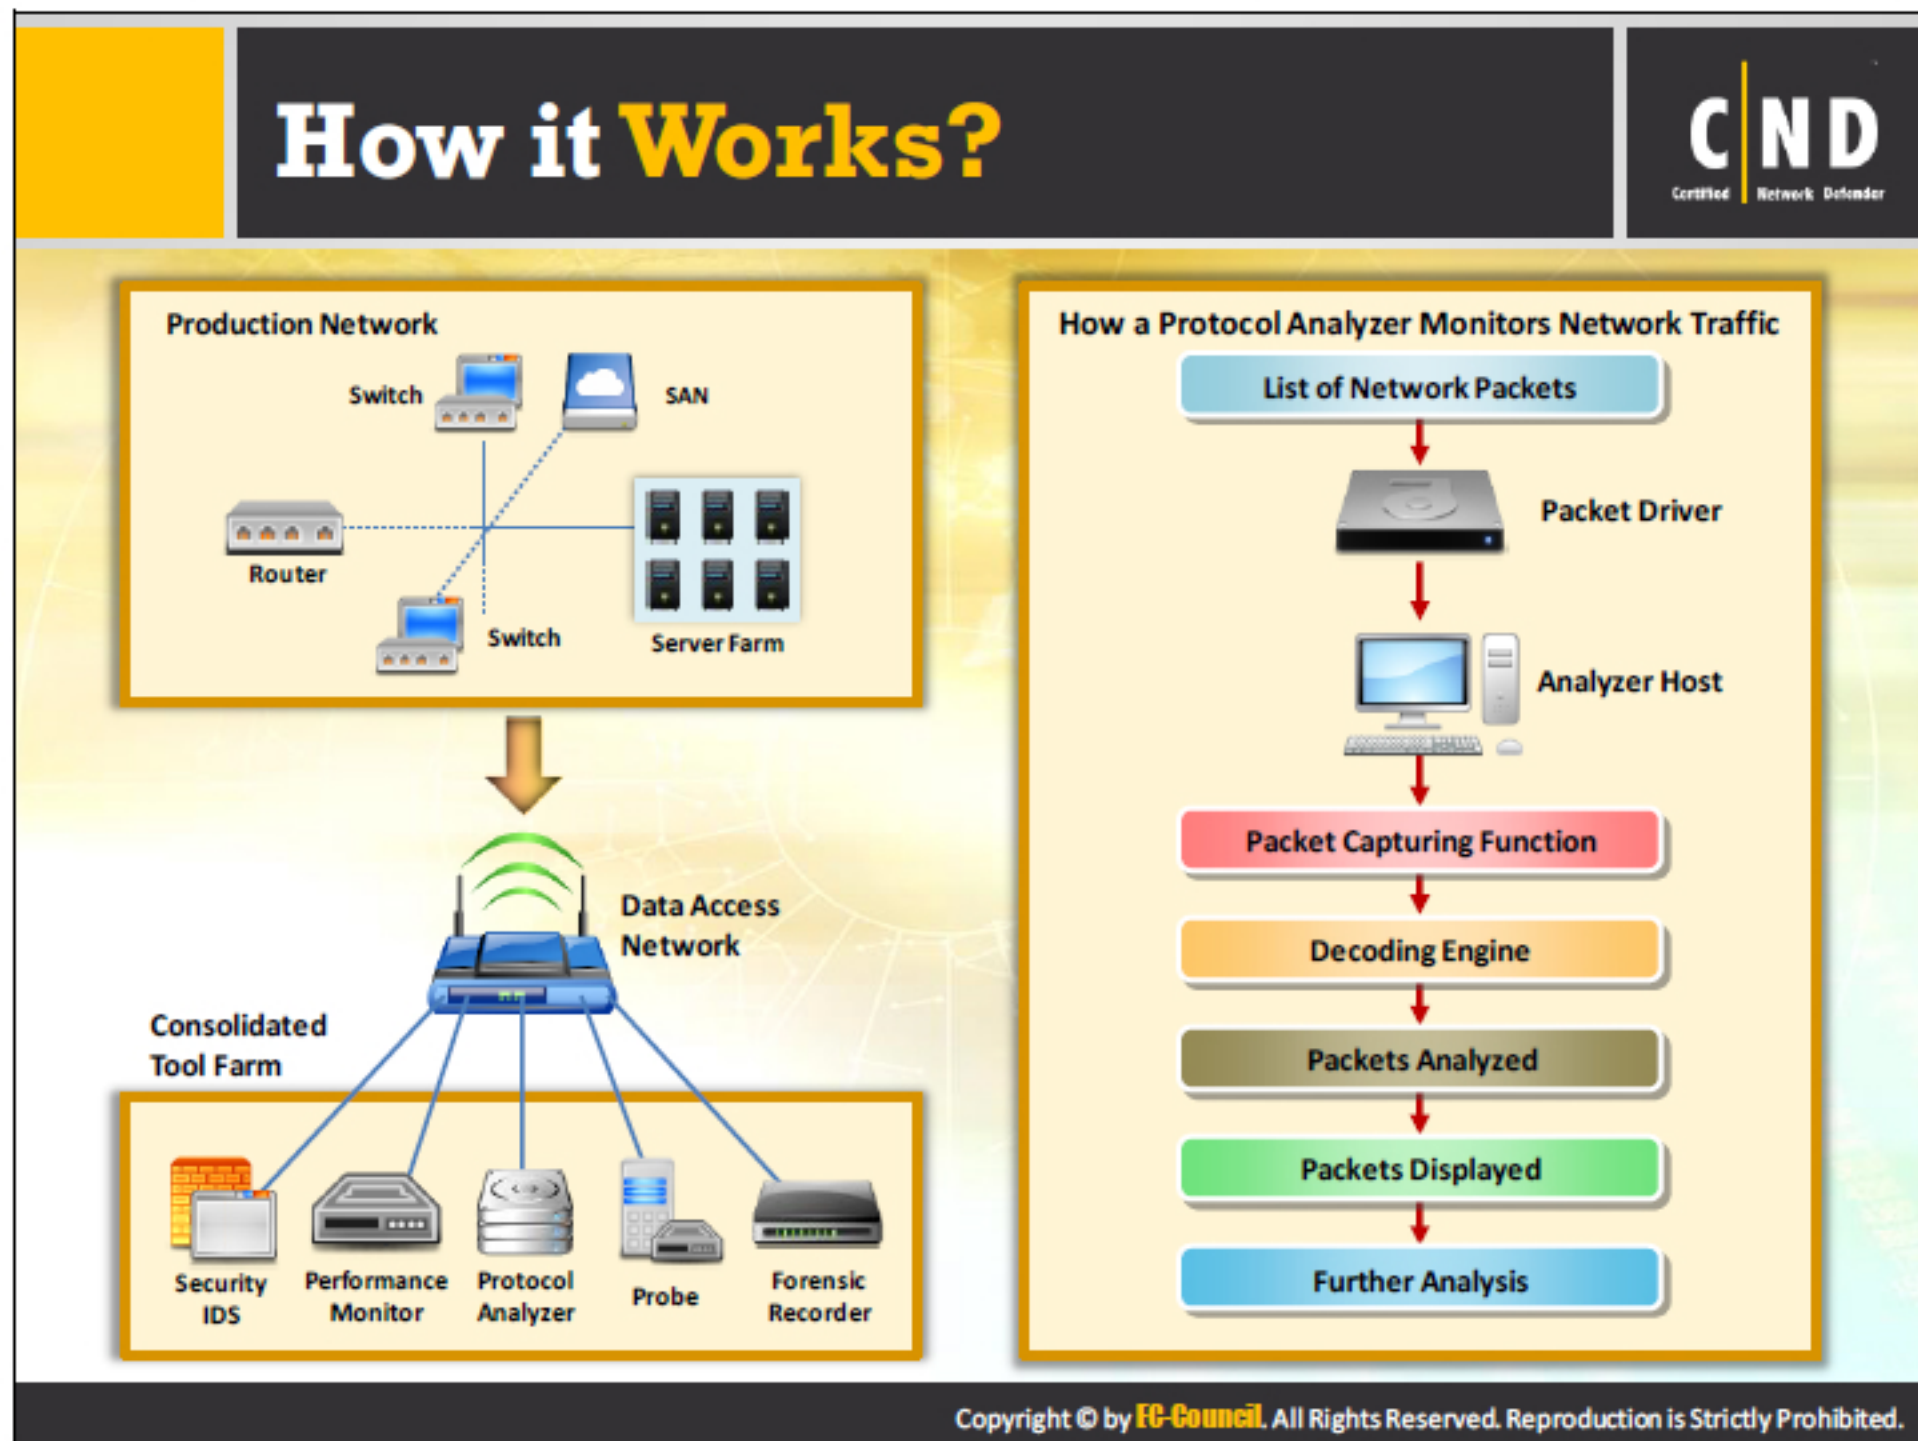 How it Works?
C N D
Certified Network Defender
Production Network
Switch
SAN
Router
Switch
Server Farm
Data Access
Network
Consolidated
Tool Farm
Security
IDS
Performance
Monitor
Protocol
Analyzer
Probe
Forensic
Recorder
How a Protocol Analyzer Monitors Network Traffic
List of Network Packets
Packet Driver
Analyzer Host
Packet Capturing Function
Decoding Engine
Packets Analyzed
Packets Displayed
Further Analysis
Copyright © by EC-Council. All Rights Reserved. Reproduction is Strictly Prohibited.